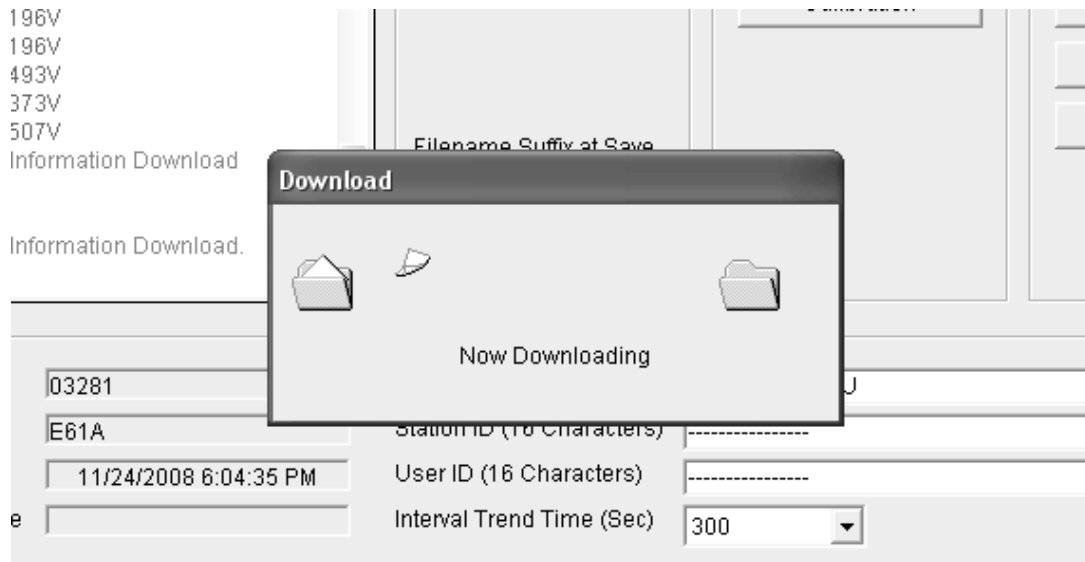 196V
196V
493V
373V
507V
Information Download
Information Download.
Filename Suffix at Save
Download
Now Downloading
03281
E61A
11/24/2008 6:04:35 PM
e
J
Station ID (16 Characters)
----------------
User ID (16 Characters)
----------------
Interval Trend Time (Sec)
300